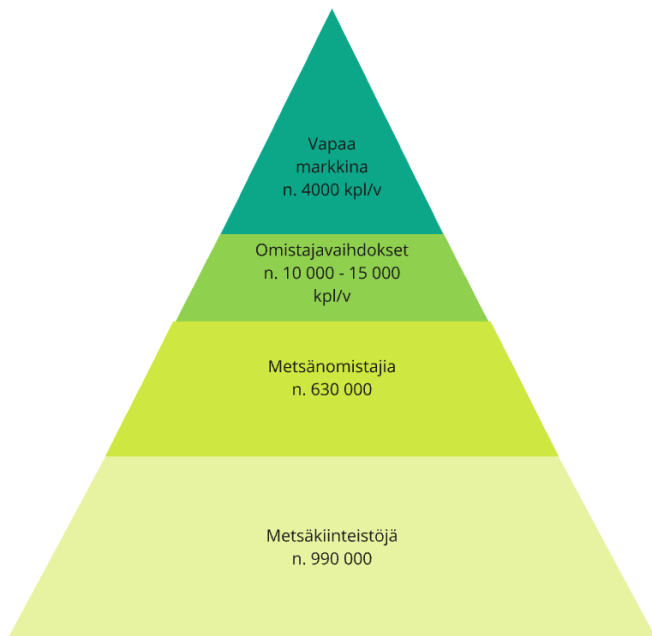 Vapaa
markkina
n. 4000 kpl/v
Omistajavaihdokset
n. 10 000 - 15 000
kpl/v
Metsänomistajia
n. 630 000
Metsäkiinteistöjä
n. 990 000